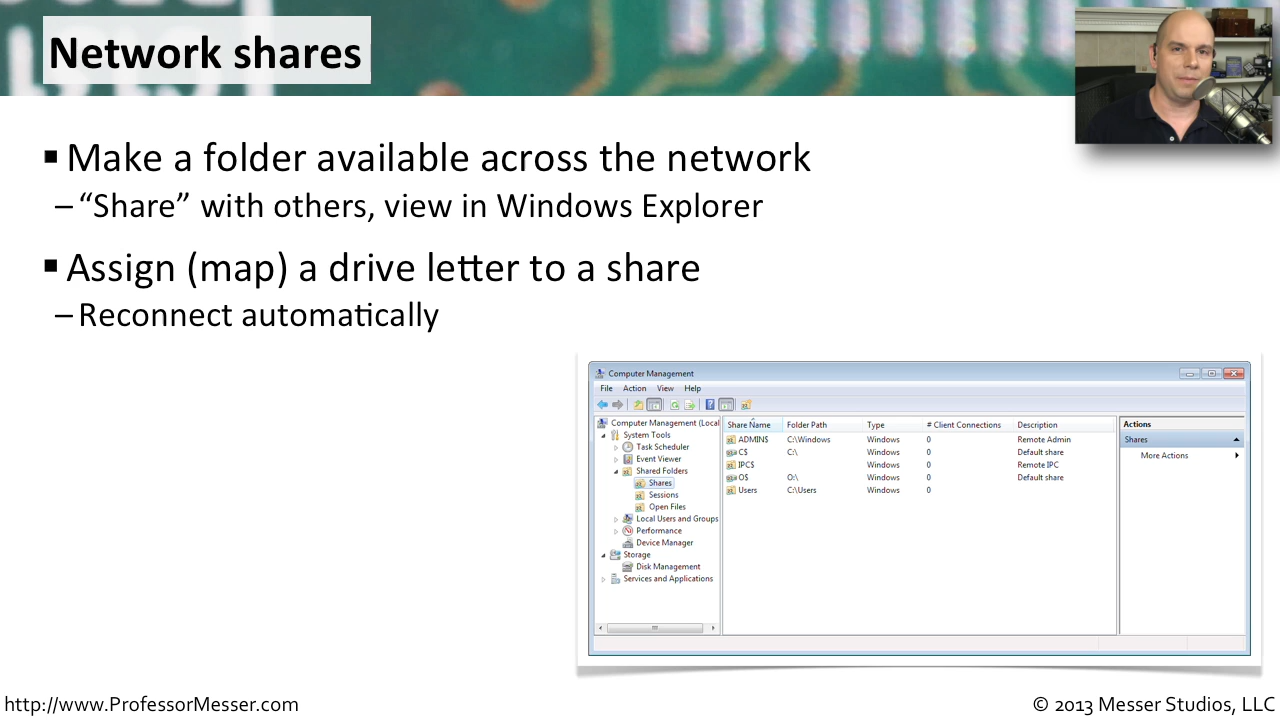 Network shares
▪ Make a folder available across the network
– “Share” with others, view in Windows Explorer
▪ Assign (map) a drive letter to a share
– Reconnect automatically
Computer Management
File Action View Help
Computer Management (Local
System Tools
Task Scheduler
Event Viewer
Shared Folders
Shares
Sessions
Open Files
Local Users and Groups
Performance
Device Manager
Storage
Disk Management
Services and Applications
Share Name Folder Path Type # Client Connections Description
ADMIN$ C:\Windows Windows 0 Remote Admin
C$ C:\ Windows 0 Default share
IPC$ Windows 0 Remote IPC
O$ O:\ Windows 0 Default share
Users C:\Users Windows 0
Actions
Shares
More Actions
http://www.ProfessorMesser.com
© 2013 Messer Studios, LLC